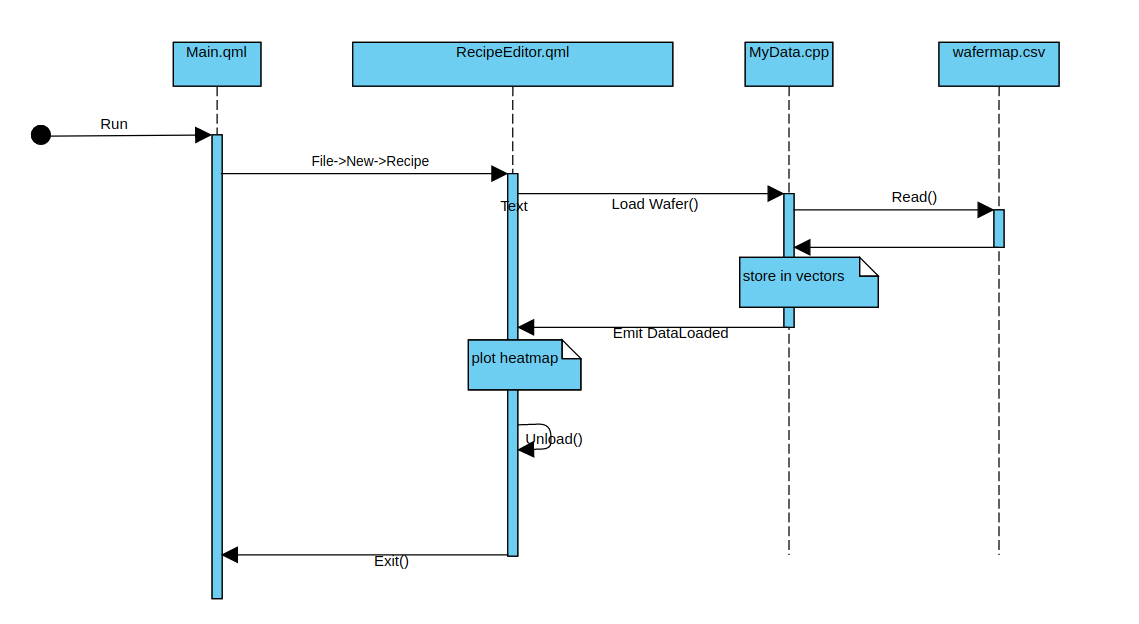 Main.qml
RecipeEditor.qml
MyData.cpp
wafermap.csv
Run
File->New->Recipe
Text
Load Wafer()
Read()
store in vectors
Emit DataLoaded
plot heatmap
Unload()
Exit()